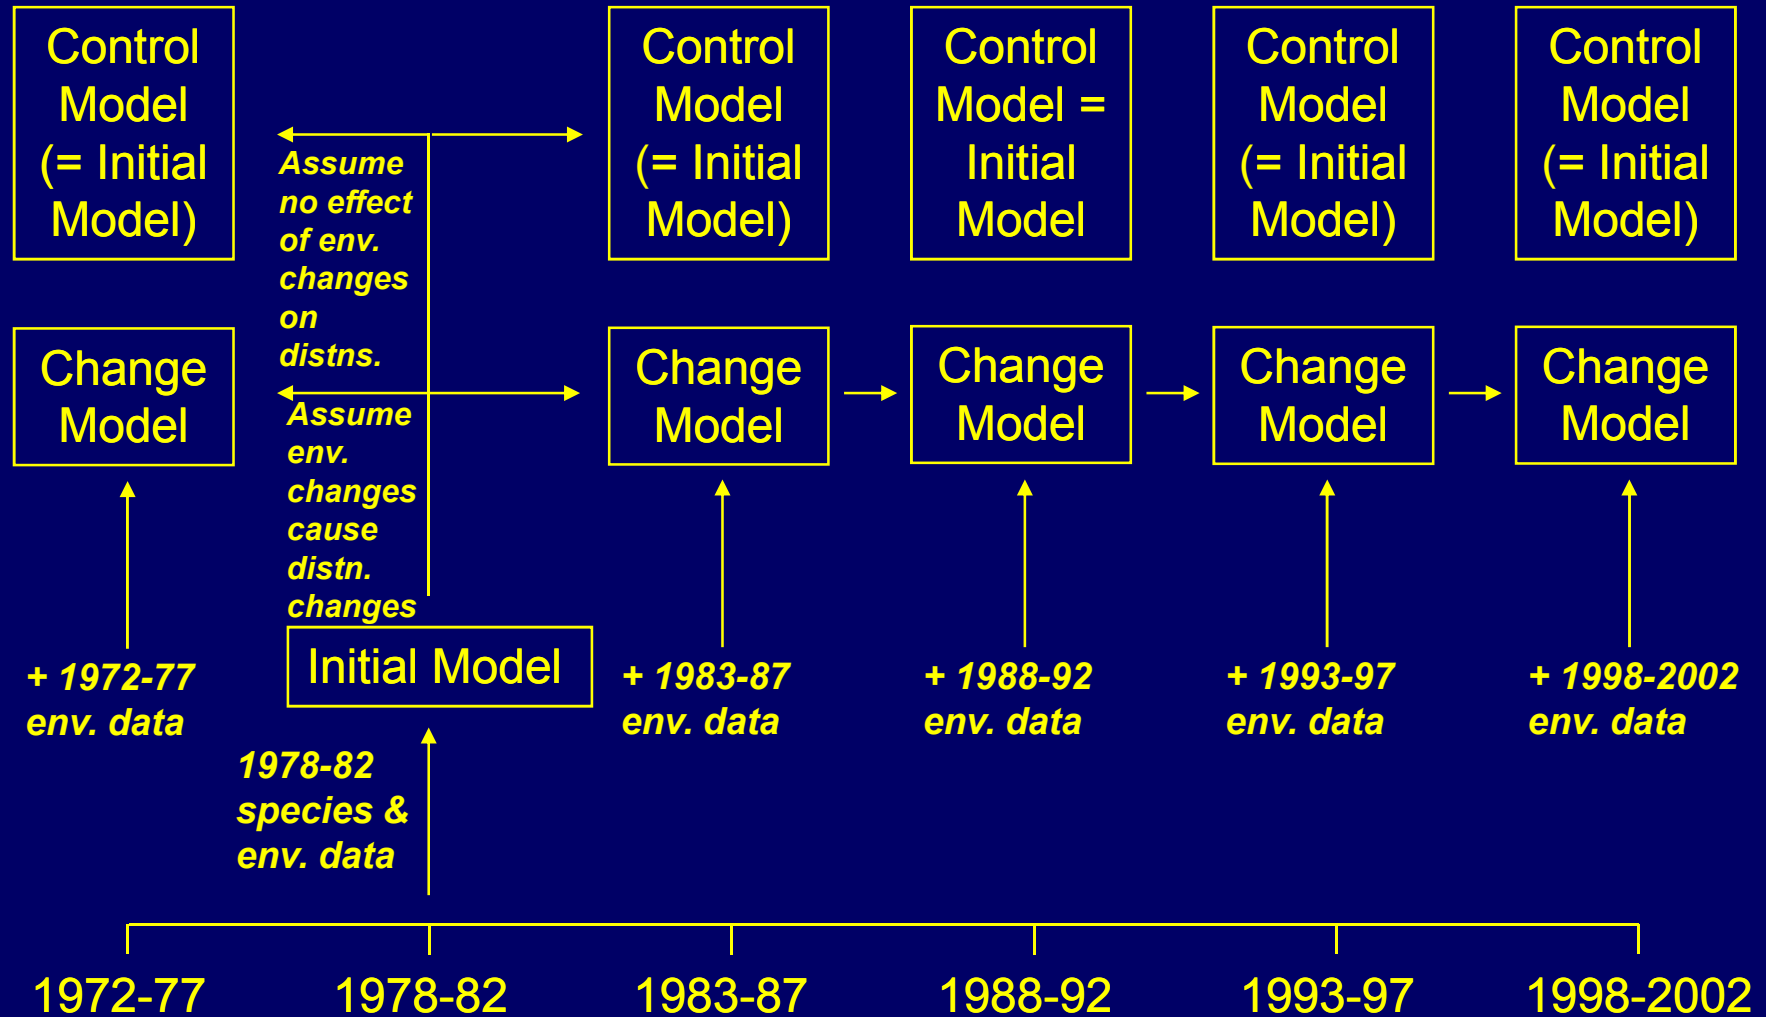 Control
Model
(= Initial
Model)
Assume
no effect
of env.
changes
on
distns.
Control
Model
(= Initial
Model)
Control
Model =
Initial
Model
Control
Model
(= Initial
Model)
Control
Model
(= Initial
Model)
Change
Model
Assume
env.
changes
cause
distn.
changes
Change
Model
Change
Model
Change
Model
Change
Model
+ 1972-77
env. data
Initial Model
+ 1983-87
env. data
+ 1988-92
env. data
+ 1993-97
env. data
+ 1998-2002
env. data
1978-82
species &
env. data
1972-77
1978-82
1983-87
1988-92
1993-97
1998-2002